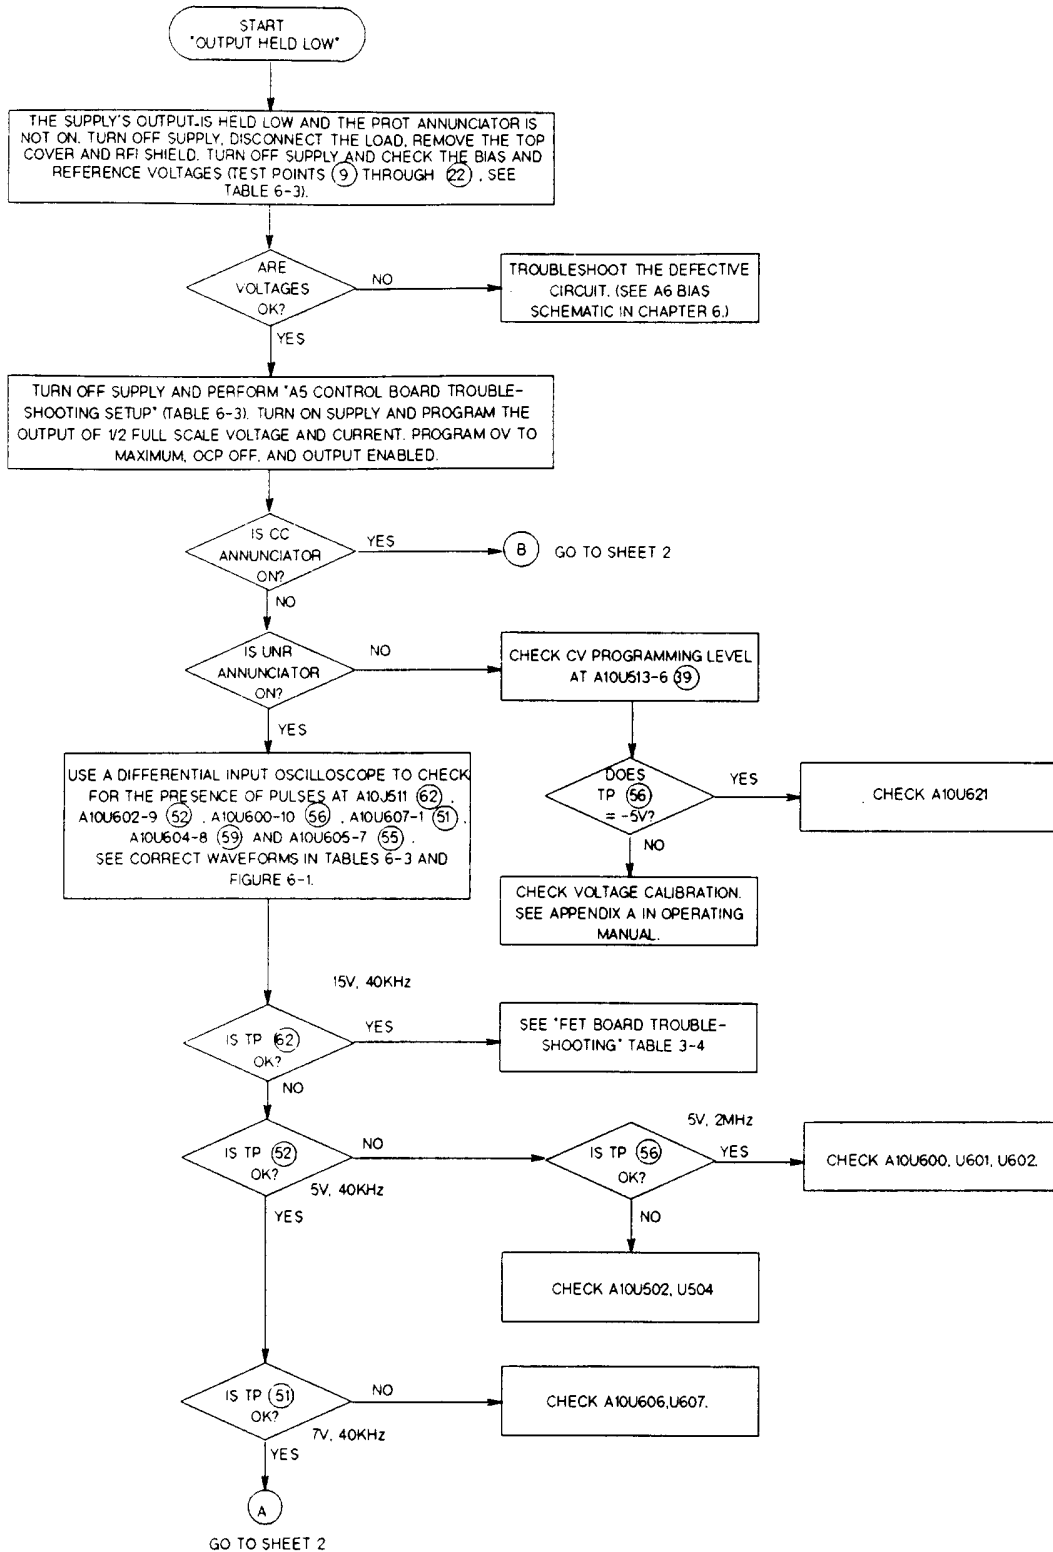 START
"OUTPUT HELD LOW"
THE SUPPLY'S OUTPUT IS HELD LOW AND THE PROT ANNUNCIATOR IS
NOT ON. TURN OFF SUPPLY, DISCONNECT THE LOAD, REMOVE THE TOP
COVER AND RFI SHIELD. TURN OFF SUPPLY AND CHECK THE BIAS AND
REFERENCE VOLTAGES (TEST POINTS 9 THROUGH 22 , SEE
TABLE 6-3).
ARE
VOLTAGES
OK?
NO
TROUBLESHOOT THE DEFECTIVE
CIRCUIT. (SEE A6 BIAS
SCHEMATIC IN CHAPTER 6.)
YES
TURN OFF SUPPLY AND PERFORM "A5 CONTROL BOARD TROUBLE-
SHOOTING SETUP" (TABLE 6-3). TURN ON SUPPLY AND PROGRAM THE
OUTPUT OF 1/2 FULL SCALE VOLTAGE AND CURRENT. PROGRAM OV TO
MAXIMUM, OCP OFF, AND OUTPUT ENABLED.
IS CC
ANNUNCIATOR
ON?
YES
B GO TO SHEET 2
NO
IS UNR
ANNUNCIATOR
ON?
NO
CHECK CV PROGRAMMING LEVEL
AT A10U513-6 39
YES
DOES
TP 56
= -5V?
YES
CHECK A10U621
NO
CHECK VOLTAGE CALIBRATION.
SEE APPENDIX A IN OPERATING
MANUAL.
USE A DIFFERENTIAL INPUT OSCILLOSCOPE TO CHECK
FOR THE PRESENCE OF PULSES AT A10J511 62 ,
A10U602-9 52 , A10U600-10 56 , A10U607-1 51 ,
A10U604-8 59 AND A10U605-7 55 .
SEE CORRECT WAVEFORMS IN TABLES 6-3 AND
FIGURE 6-1.
15V, 40KHz
IS TP 62
OK?
YES
SEE "FET BOARD TROUBLE-
SHOOTING" TABLE 3-4
NO
IS TP 52
OK?
5V, 40KHz
NO
IS TP 56
OK?
5V, 2MHz
YES
CHECK A10U600, U601, U602.
NO
CHECK A10U502, U504
YES
IS TP 51
OK?
7V, 40KHz
NO
CHECK A10U606,U607.
YES
A
GO TO SHEET 2